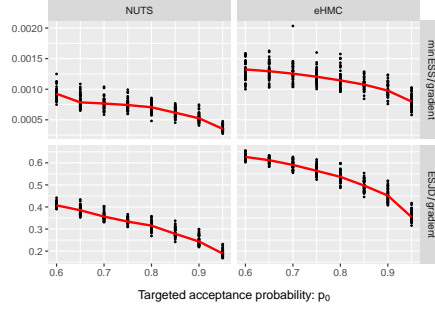 NUTS
eHMC
0.0020
0.0015
0.0010
0.0005
minESS/gradient
0.6
0.5
0.4
0.3
0.2
ESJD/gradient
0.6 0.7 0.8 0.9 0.6 0.7 0.8 0.9
Targeted acceptance probability: p₀